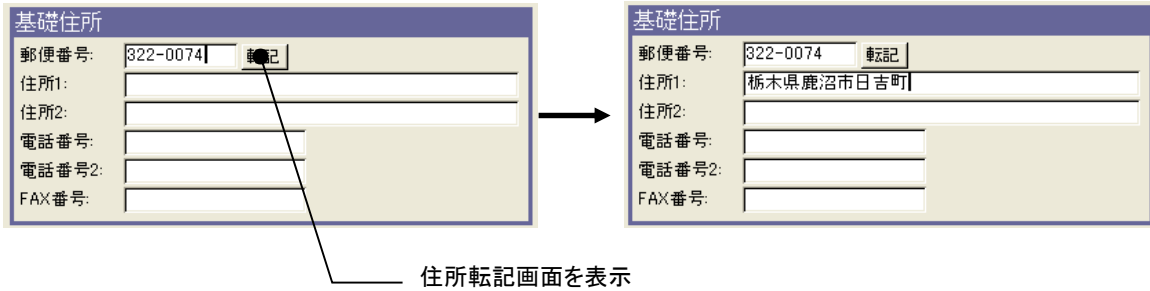 基礎住所
郵便番号: 322-0074 転記
住所1:
住所2:
電話番号:
電話番号2:
FAX番号:
基礎住所
郵便番号: 322-0074 転記
住所1: 栃木県鹿沼市日吉町
住所2:
電話番号:
電話番号2:
FAX番号:
住所転記画面を表示